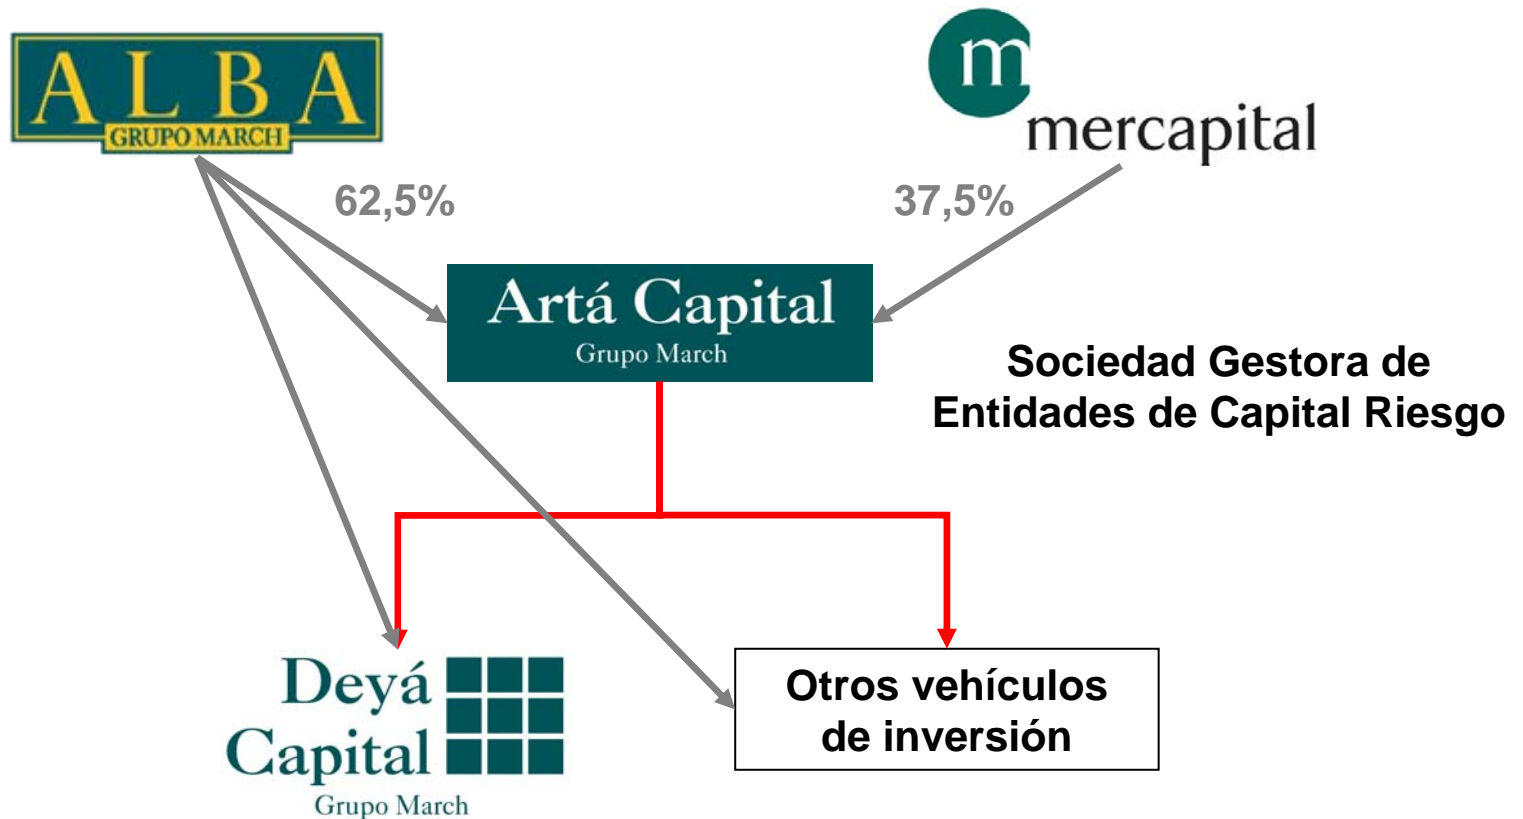 ALBA
GRUPO MARCH
m
mercapital
62,5%
37,5%
Artá Capital
Grupo March
Sociedad Gestora de
Entidades de Capital Riesgo
Deyá
Capital
Grupo March
Otros vehículos
de inversión